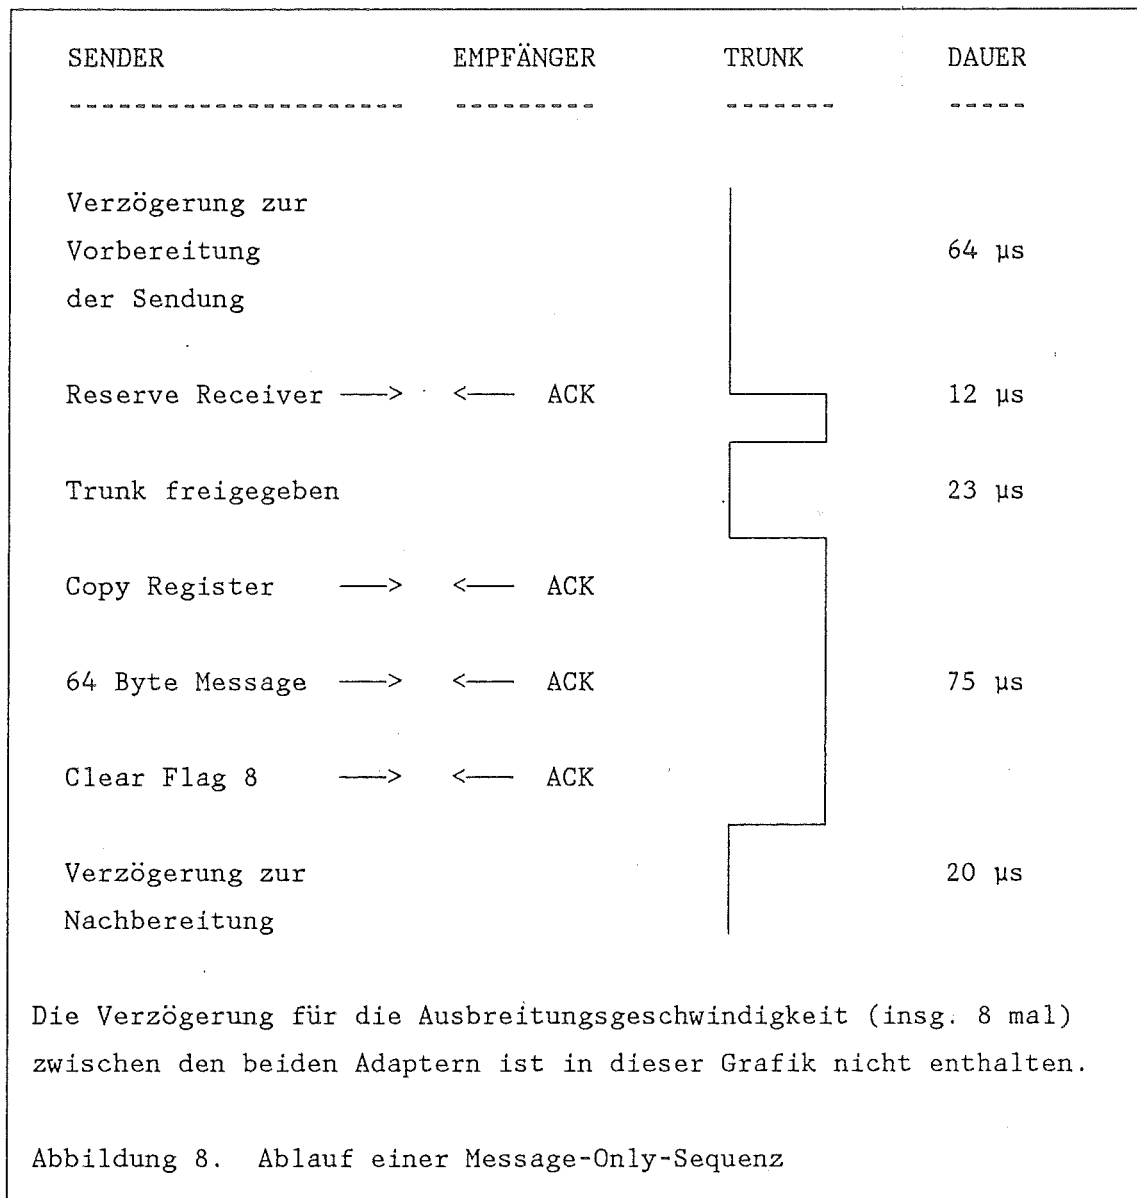 SENDER EMPFÄNGER TRUNK DAUER
--------------------- --------- ------- -----
Verzögerung zur
Vorbereitung 64 µs
der Sendung
Reserve Receiver ──> <── ACK 12 µs
Trunk freigegeben 23 µs
Copy Register ──> <── ACK
64 Byte Message ──> <── ACK 75 µs
Clear Flag 8 ──> <── ACK
Verzögerung zur 20 µs
Nachbereitung
Die Verzögerung für die Ausbreitungsgeschwindigkeit (insg. 8 mal)
zwischen den beiden Adaptern ist in dieser Grafik nicht enthalten.
Abbildung 8. Ablauf einer Message-Only-Sequenz